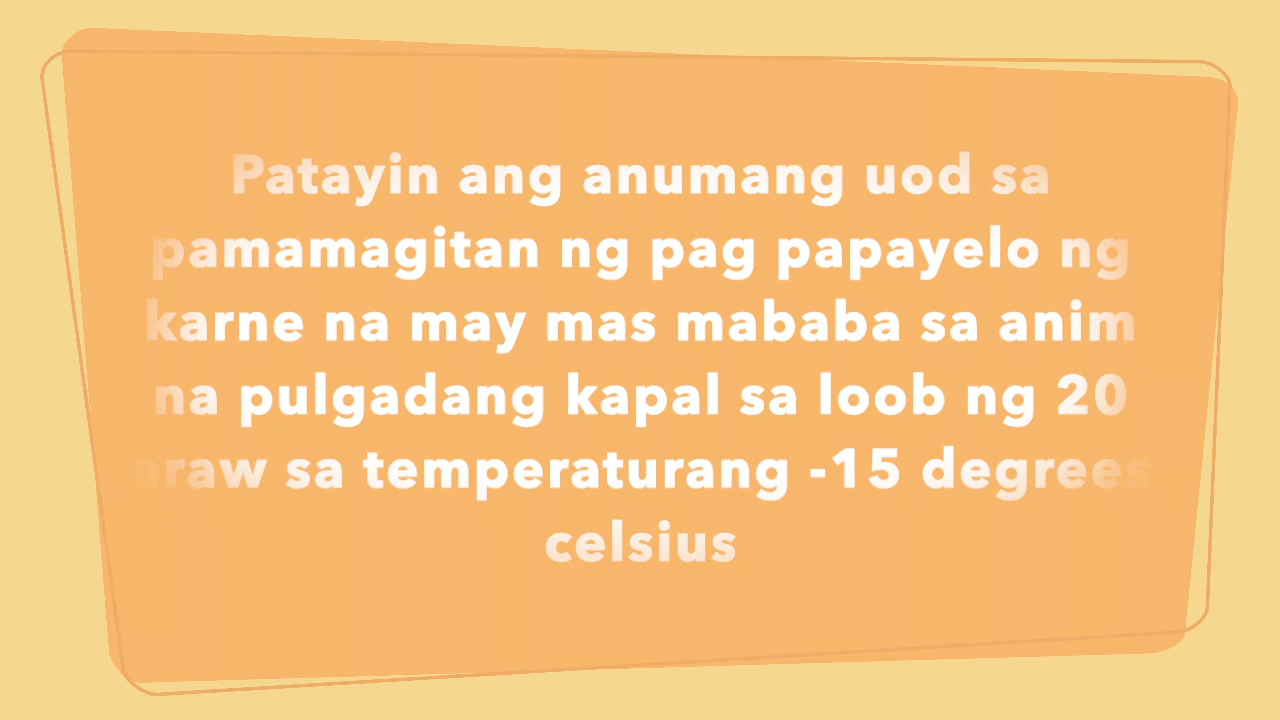 Patayin ang anumang uod sa
pamamagitan ng pag papayelo ng
karne na may mas mababa sa anim
na pulgadang kapal sa loob ng 20
araw sa temperaturang -15 degrees
celsius